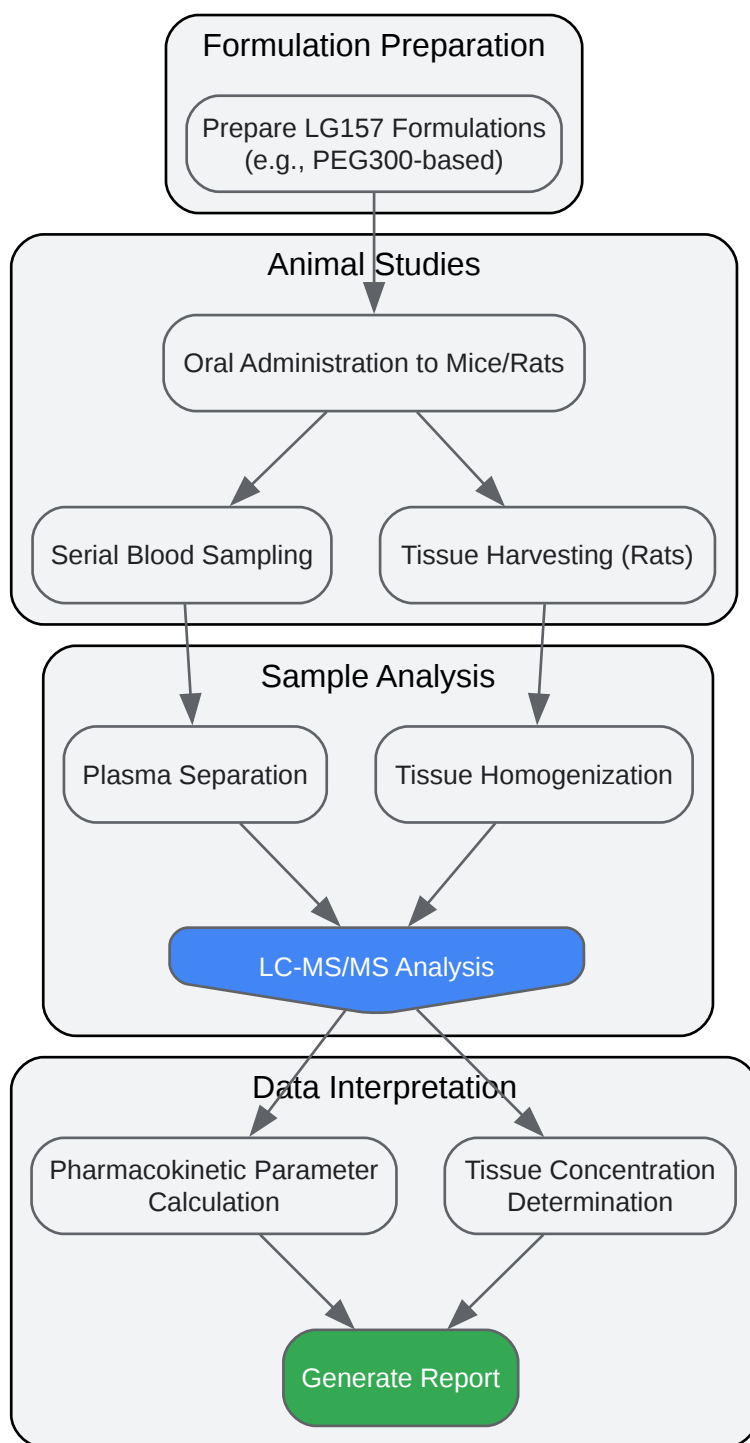 Formulation Preparation
Prepare LG157 Formulations
(e.g., PEG300-based)
Animal Studies
Oral Administration to Mice/Rats
Serial Blood Sampling
Tissue Harvesting (Rats)
Sample Analysis
Plasma Separation
Tissue Homogenization
LC-MS/MS Analysis
Data Interpretation
Pharmacokinetic Parameter
Calculation
Tissue Concentration
Determination
Generate Report